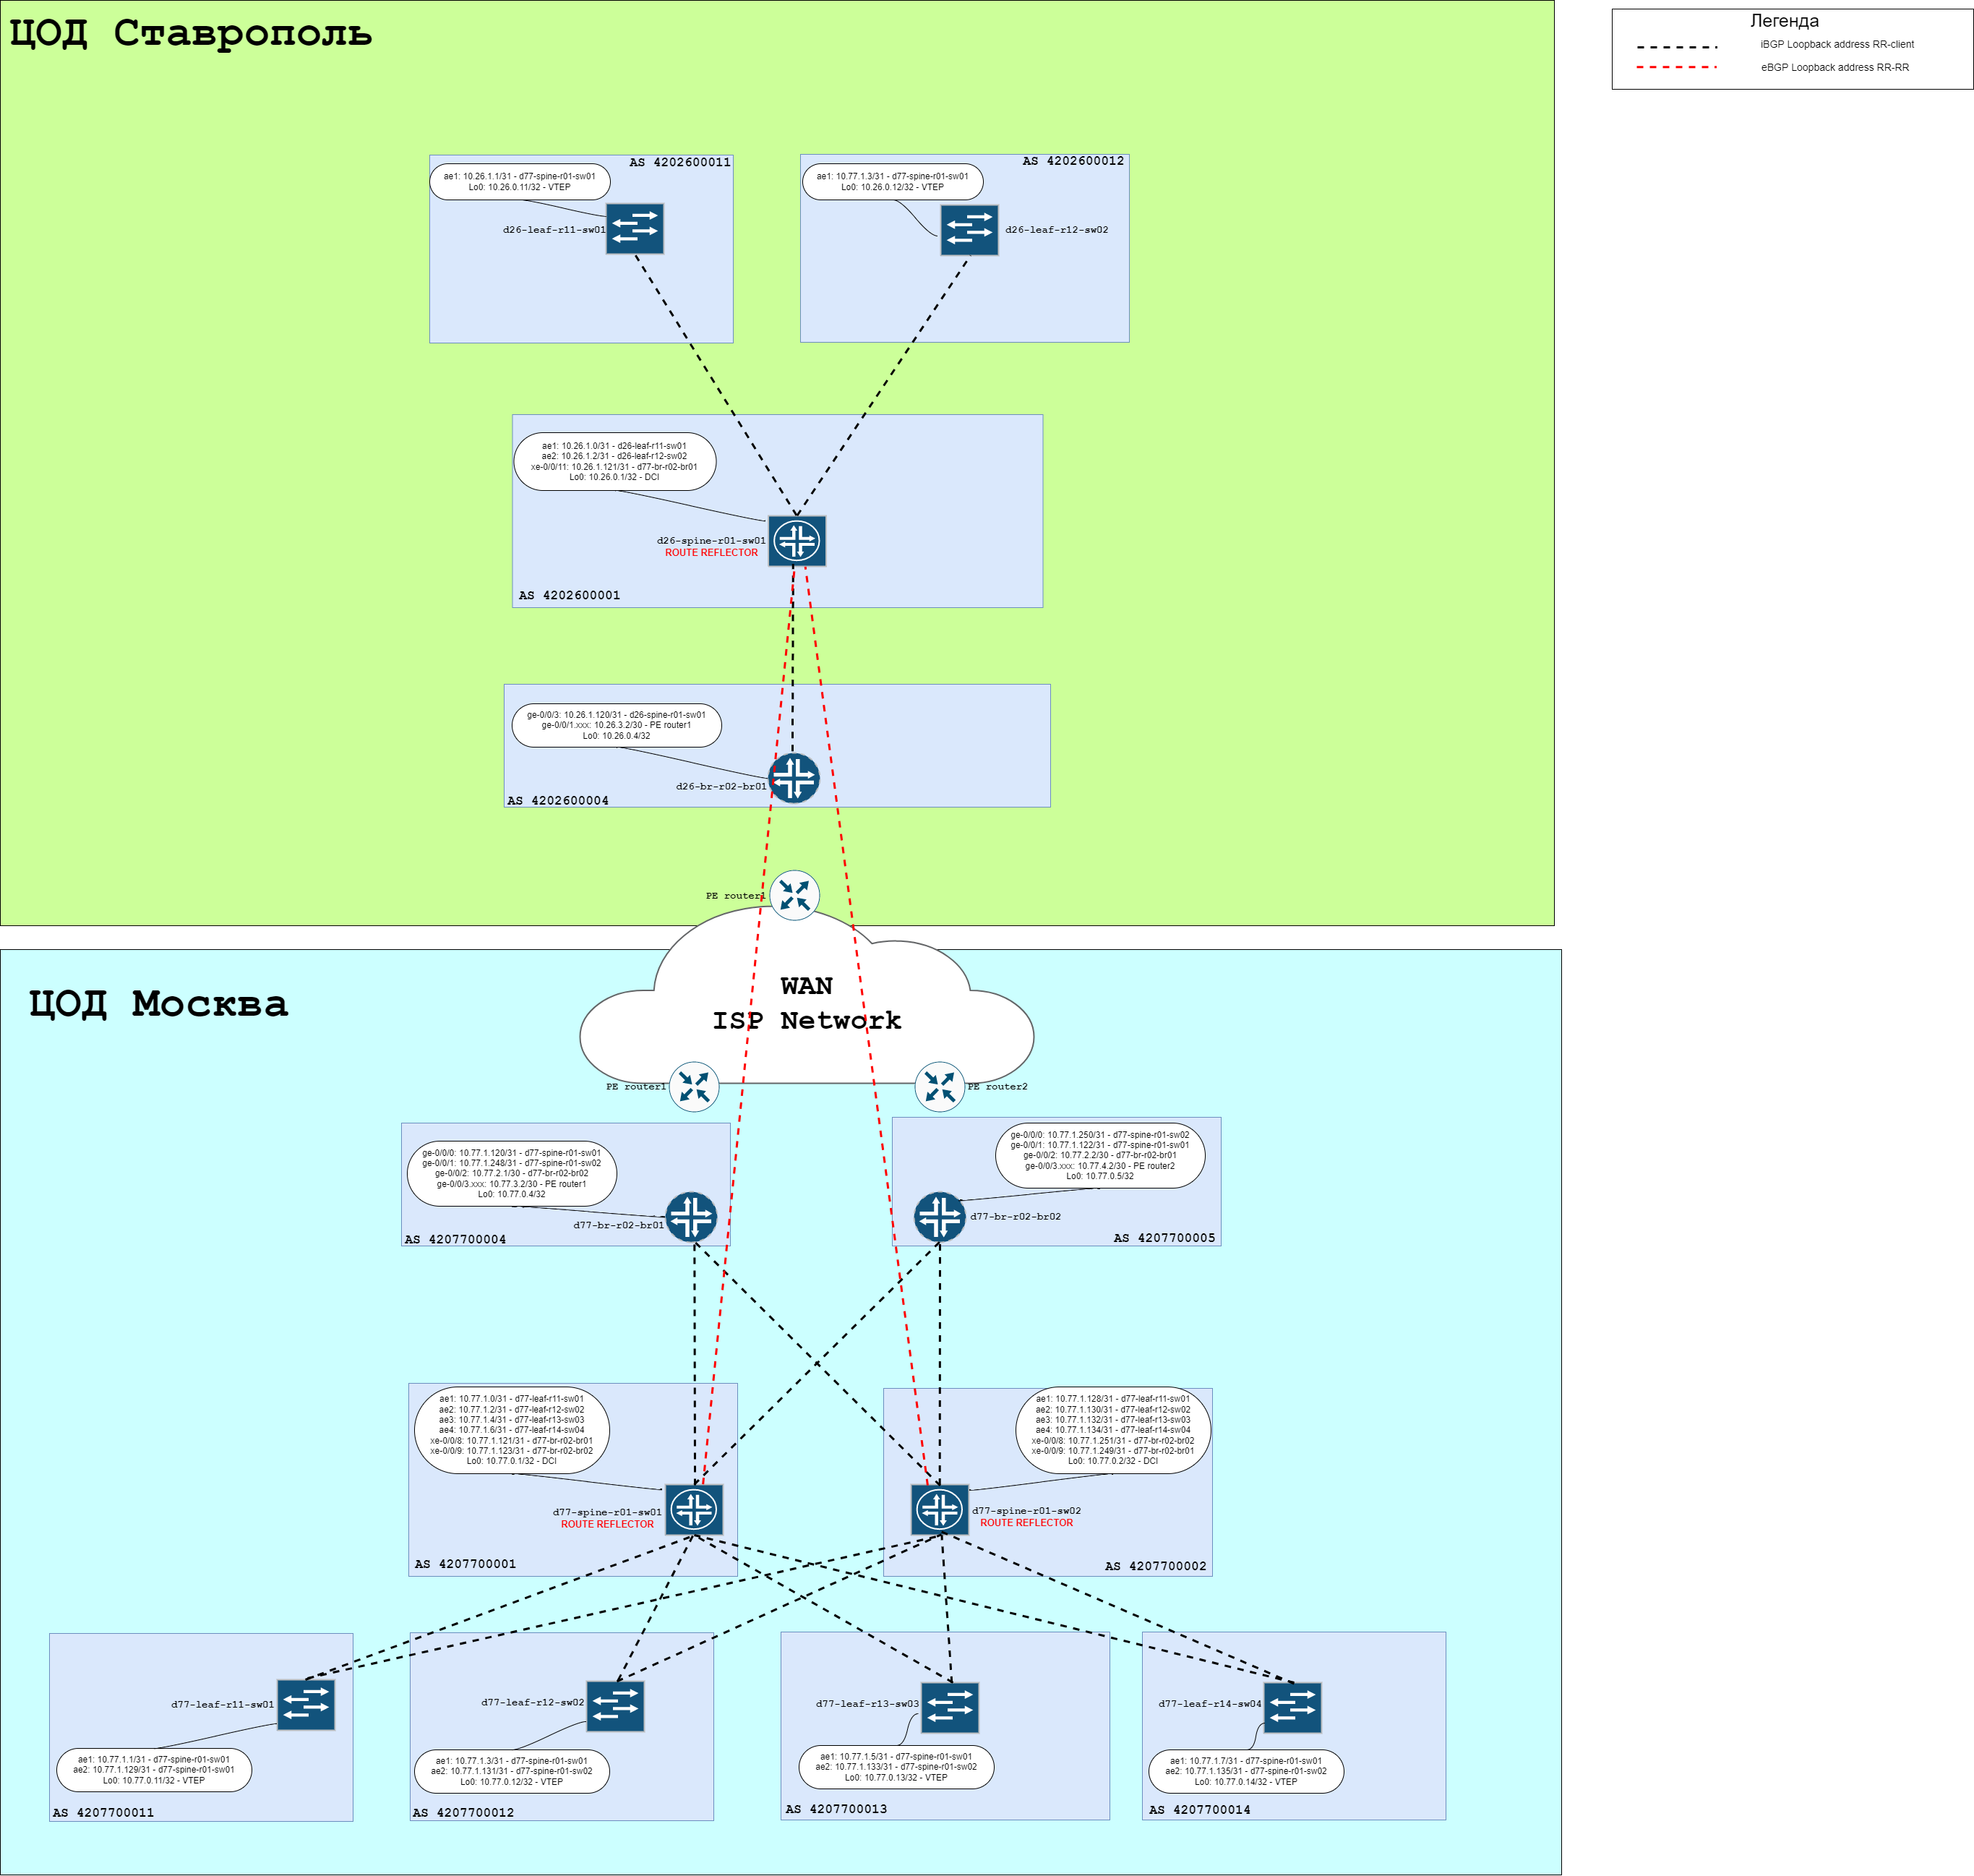 ЦОД Ставрополь
Легенда
iBGP Loopback address RR-client
eBGP Loopback address RR-RR
AS 4202600011
ae1: 10.26.1.1/31 - d77-spine-r01-sw01
Lo0: 10.26.0.11/32 - VTEP
d26-leaf-r11-sw01
AS 4202600012
ae1: 10.77.1.3/31 - d77-spine-r01-sw01
Lo0: 10.26.0.12/32 - VTEP
d26-leaf-r12-sw02
ae1: 10.26.1.0/31 - d26-leaf-r11-sw01
ae2: 10.26.1.2/31 - d26-leaf-r12-sw02
xe-0/0/11: 10.26.1.121/31 - d77-br-r02-br01
Lo0: 10.26.0.1/32 - DCI
d26-spine-r01-sw01
ROUTE REFLECTOR
AS 4202600001
ge-0/0/3: 10.26.1.120/31 - d26-spine-r01-sw01
ge-0/0/1.xxx: 10.26.3.2/30 - PE router1
Lo0: 10.26.0.4/32
d26-br-r02-br01
AS 4202600004
PE router1
WAN
ISP Network
ЦОД Москва
PE router1
PE router2
ge-0/0/0: 10.77.1.120/31 - d77-spine-r01-sw01
ge-0/0/1: 10.77.1.248/31 - d77-spine-r01-sw02
ge-0/0/2: 10.77.2.1/30 - d77-br-r02-br02
ge-0/0/3.xxx: 10.77.3.2/30 - PE router1
Lo0: 10.77.0.4/32
d77-br-r02-br01
AS 4207700004
ge-0/0/0: 10.77.1.250/31 - d77-spine-r01-sw02
ge-0/0/1: 10.77.1.122/31 - d77-spine-r01-sw01
ge-0/0/2: 10.77.2.2/30 - d77-br-r02-br01
ge-0/0/3.xxx: 10.77.4.2/30 - PE router2
Lo0: 10.77.0.5/32
d77-br-r02-br02
AS 4207700005
ae1: 10.77.1.0/31 - d77-leaf-r11-sw01
ae2: 10.77.1.2/31 - d77-leaf-r12-sw02
ae3: 10.77.1.4/31 - d77-leaf-r13-sw03
ae4: 10.77.1.6/31 - d77-leaf-r14-sw04
xe-0/0/8: 10.77.1.121/31 - d77-br-r02-br01
xe-0/0/9: 10.77.1.123/31 - d77-br-r02-br02
Lo0: 10.77.0.1/32 - DCI
d77-spine-r01-sw01
ROUTE REFLECTOR
AS 4207700001
ae1: 10.77.1.128/31 - d77-leaf-r11-sw01
ae2: 10.77.1.130/31 - d77-leaf-r12-sw02
ae3: 10.77.1.132/31 - d77-leaf-r13-sw03
ae4: 10.77.1.134/31 - d77-leaf-r14-sw04
xe-0/0/8: 10.77.1.251/31 - d77-br-r02-br02
xe-0/0/9: 10.77.1.249/31 - d77-br-r02-br01
Lo0: 10.77.0.2/32 - DCI
d77-spine-r01-sw02
ROUTE REFLECTOR
AS 4207700002
d77-leaf-r11-sw01
ae1: 10.77.1.1/31 - d77-spine-r01-sw01
ae2: 10.77.1.129/31 - d77-spine-r01-sw01
Lo0: 10.77.0.11/32 - VTEP
AS 4207700011
d77-leaf-r12-sw02
ae1: 10.77.1.3/31 - d77-spine-r01-sw01
ae2: 10.77.1.131/31 - d77-spine-r01-sw02
Lo0: 10.77.0.12/32 - VTEP
AS 4207700012
d77-leaf-r13-sw03
ae1: 10.77.1.5/31 - d77-spine-r01-sw01
ae2: 10.77.1.133/31 - d77-spine-r01-sw02
Lo0: 10.77.0.13/32 - VTEP
AS 4207700013
d77-leaf-r14-sw04
ae1: 10.77.1.7/31 - d77-spine-r01-sw01
ae2: 10.77.1.135/31 - d77-spine-r01-sw02
Lo0: 10.77.0.14/32 - VTEP
AS 4207700014